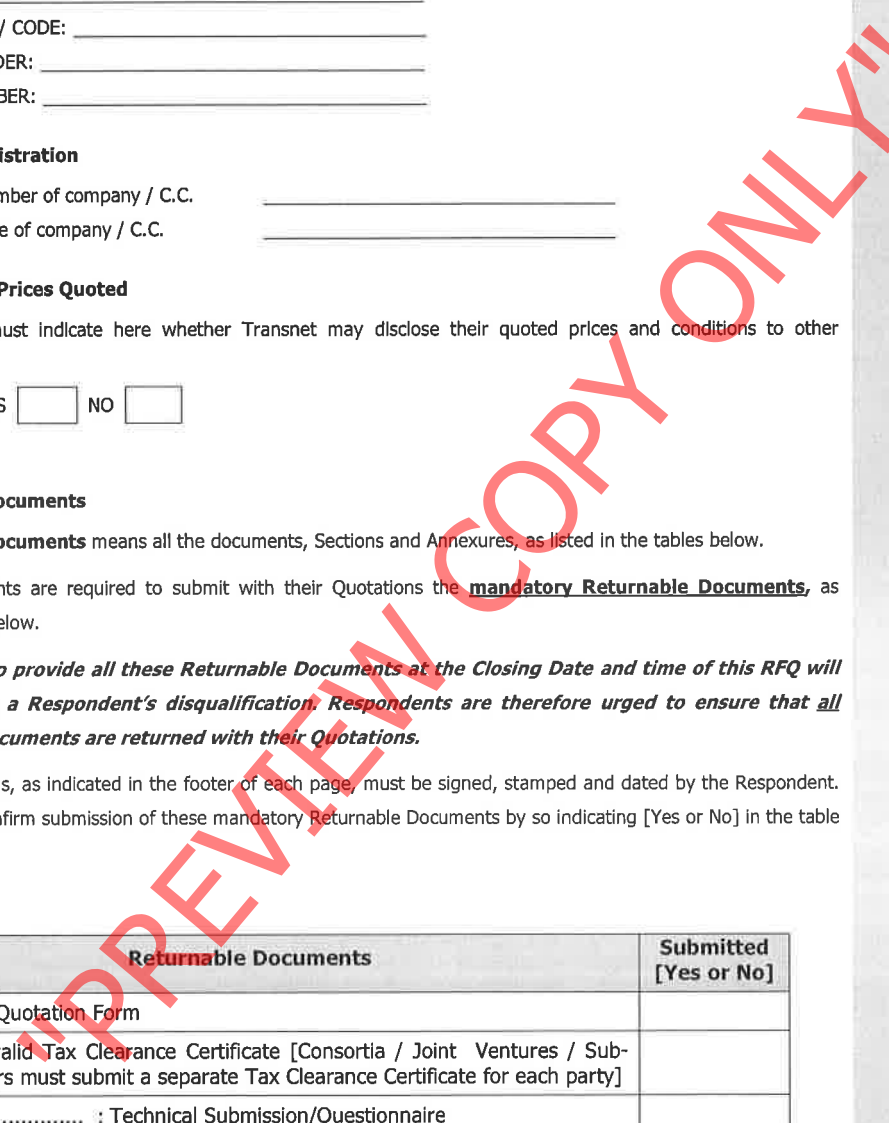 / CODE:
DER:
BER:
istration
mber of company / C.C.
e of company / C.C.
Prices Quoted
nust indicate here whether Transnet may disclose their quoted prices and conditions to other
S NO
ocuments
ocuments means all the documents, Sections and Annexures, as listed in the tables below.
nts are required to submit with their Quotations the mandatory Returnable Documents, as
elow.
o provide all these Returnable Documents at the Closing Date and time of this RFQ will
a Respondent's disqualification. Respondents are therefore urged to ensure that all
cuments are returned with their Quotations.
s, as indicated in the footer of each page, must be signed, stamped and dated by the Respondent.
nfirm submission of these mandatory Returnable Documents by so indicating [Yes or No] in the table
Returnable Documents
Submitted
[Yes or No]
Quotation Form
alid Tax Clearance Certificate [Consortia / Joint Ventures / Sub-
rs must submit a separate Tax Clearance Certificate for each party]
............. : Technical Submission/Questionnaire
"PPREVIEW COPY ONLY"